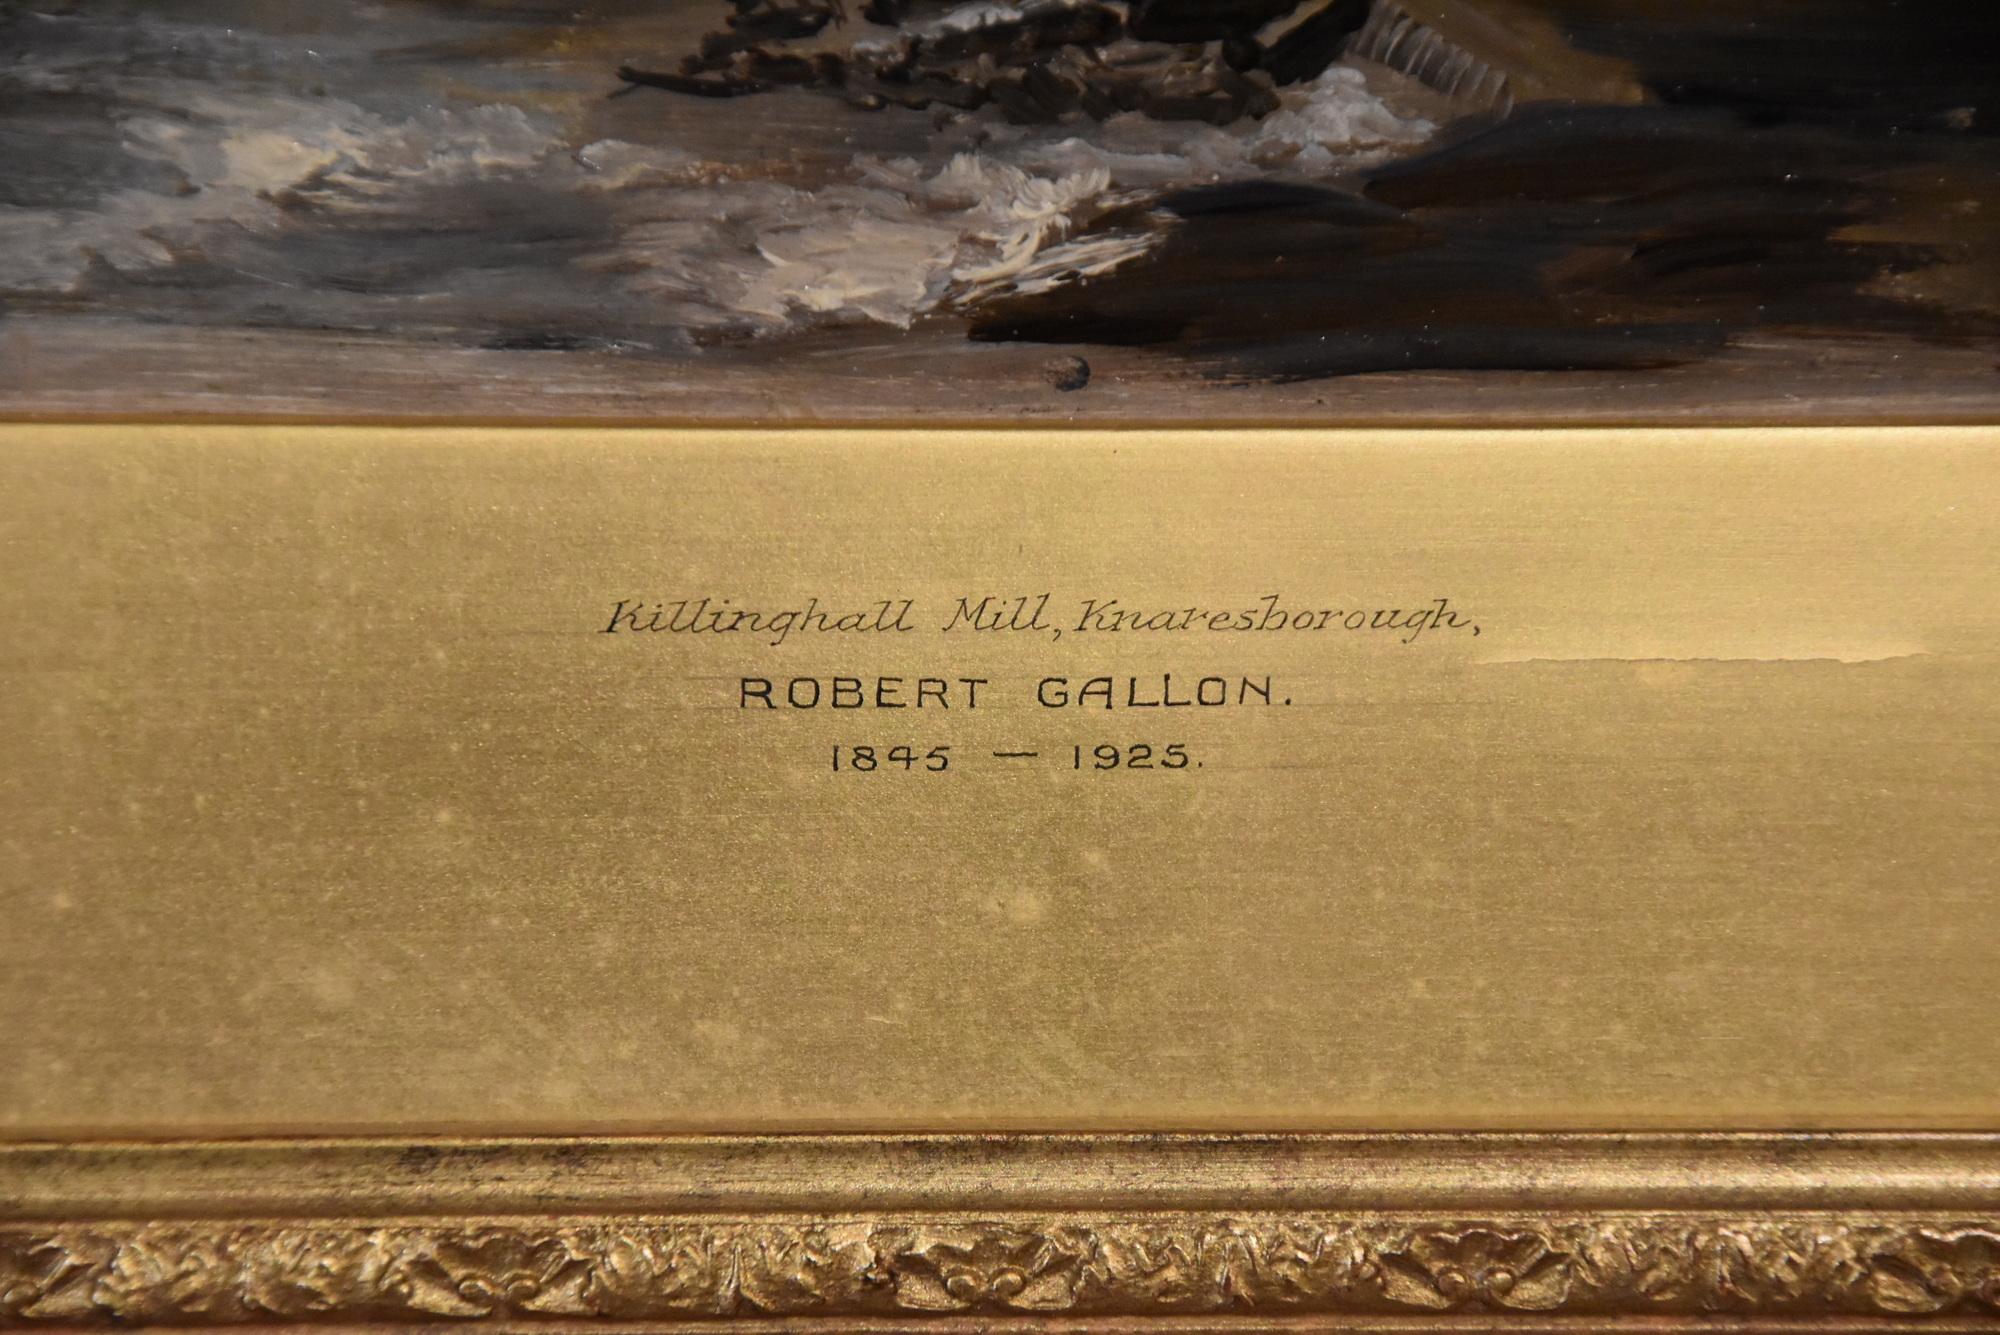 Killinghall Mill, Knaresborough,
ROBERT GALLON.
1845 — 1925.